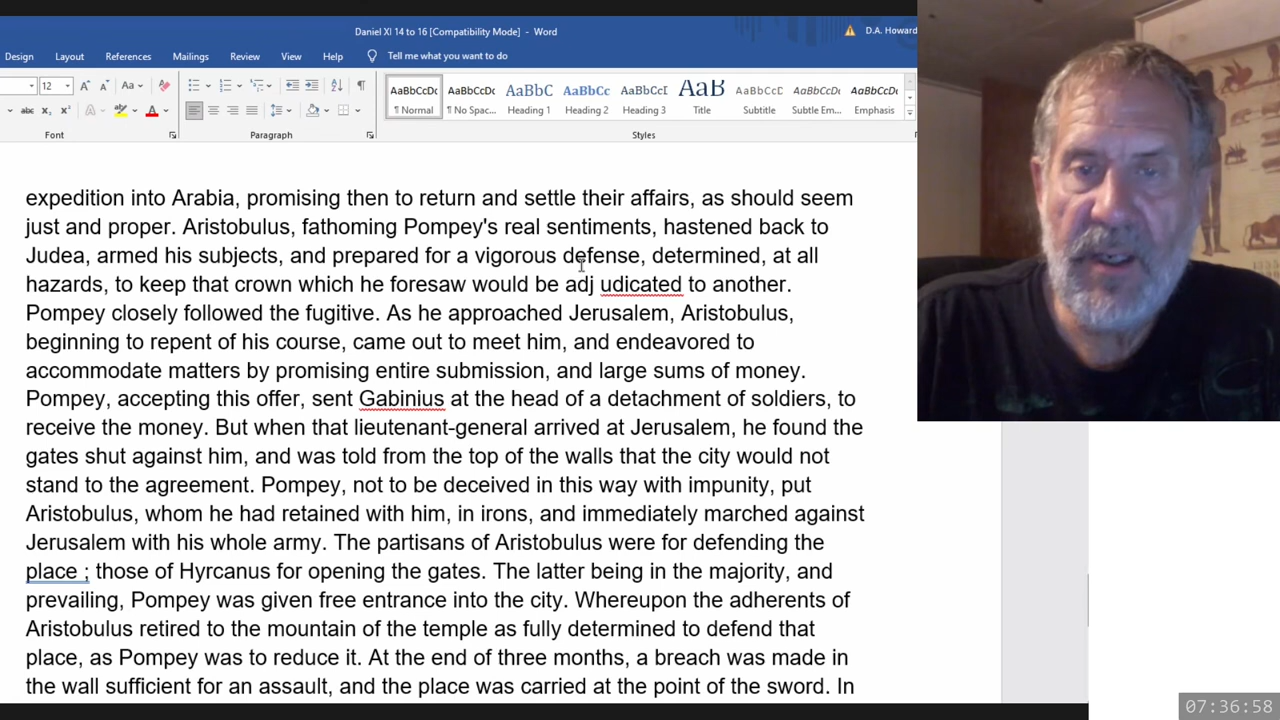 Daniel XI 14 to 16 [Compatibility Mode] - Word
D.A. Howard
Design Layout References Mailings Review View Help Tell me what you want to do
12 Aa
abc x x A
AaBbCcDc AaBbCcDc AaBbC AaBbCc AaBbCcD AaB AaBbCcD AaBbCcDc AaBbCcDc
¶ Normal ¶ No Spac... Heading 1 Heading 2 Heading 3 Title Subtitle Subtle Em... Emphasis
Font Paragraph Styles
expedition into Arabia, promising then to return and settle their affairs, as should seem
just and proper. Aristobulus, fathoming Pompey's real sentiments, hastened back to
Judea, armed his subjects, and prepared for a vigorous defense, determined, at all
hazards, to keep that crown which he foresaw would be adj udicated to another.
Pompey closely followed the fugitive. As he approached Jerusalem, Aristobulus,
beginning to repent of his course, came out to meet him, and endeavored to
accommodate matters by promising entire submission, and large sums of money.
Pompey, accepting this offer, sent Gabinius at the head of a detachment of soldiers, to
receive the money. But when that lieutenant-general arrived at Jerusalem, he found the
gates shut against him, and was told from the top of the walls that the city would not
stand to the agreement. Pompey, not to be deceived in this way with impunity, put
Aristobulus, whom he had retained with him, in irons, and immediately marched against
Jerusalem with his whole army. The partisans of Aristobulus were for defending the
place ; those of Hyrcanus for opening the gates. The latter being in the majority, and
prevailing, Pompey was given free entrance into the city. Whereupon the adherents of
Aristobulus retired to the mountain of the temple as fully determined to defend that
place, as Pompey was to reduce it. At the end of three months, a breach was made in
the wall sufficient for an assault, and the place was carried at the point of the sword. In
07:36:58